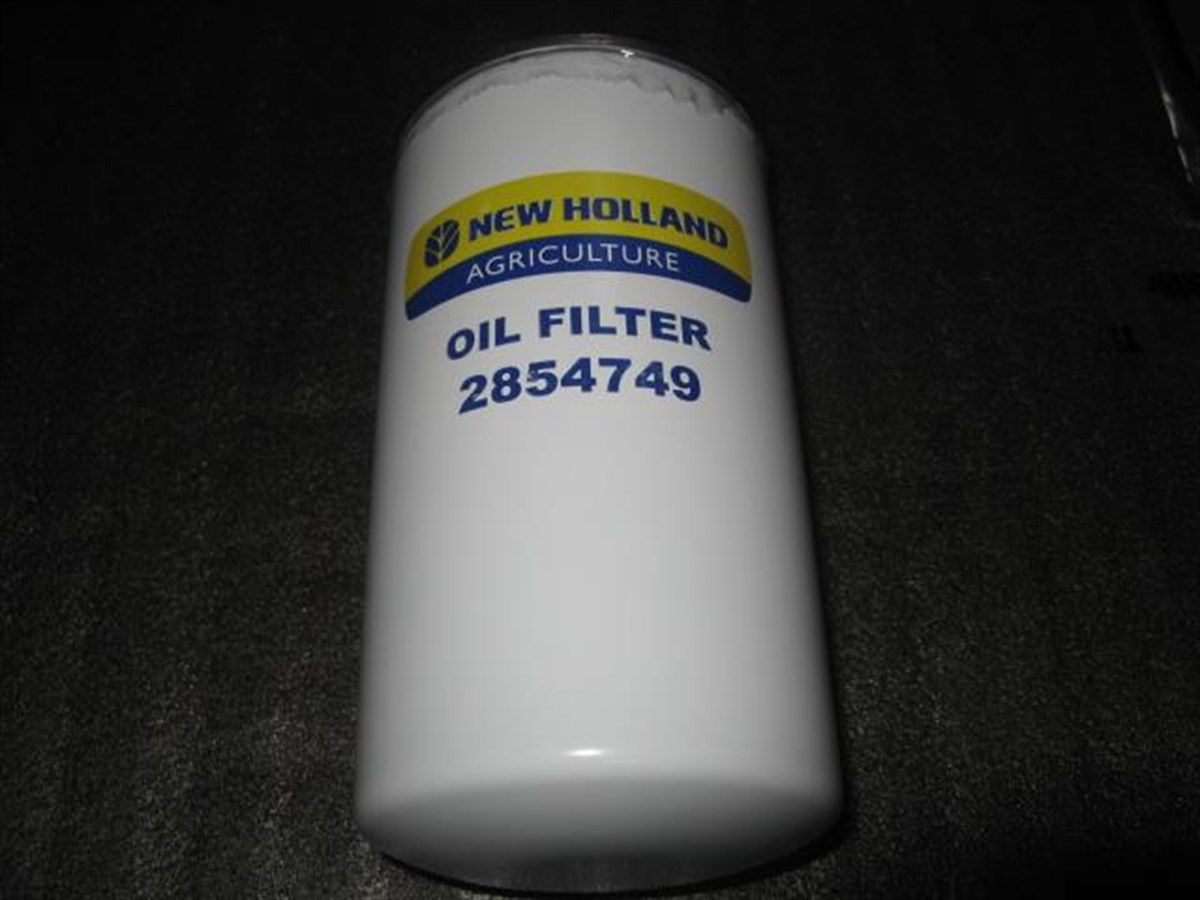 NEW HOLLAND
AGRICULTURE
OIL FILTER
2854749